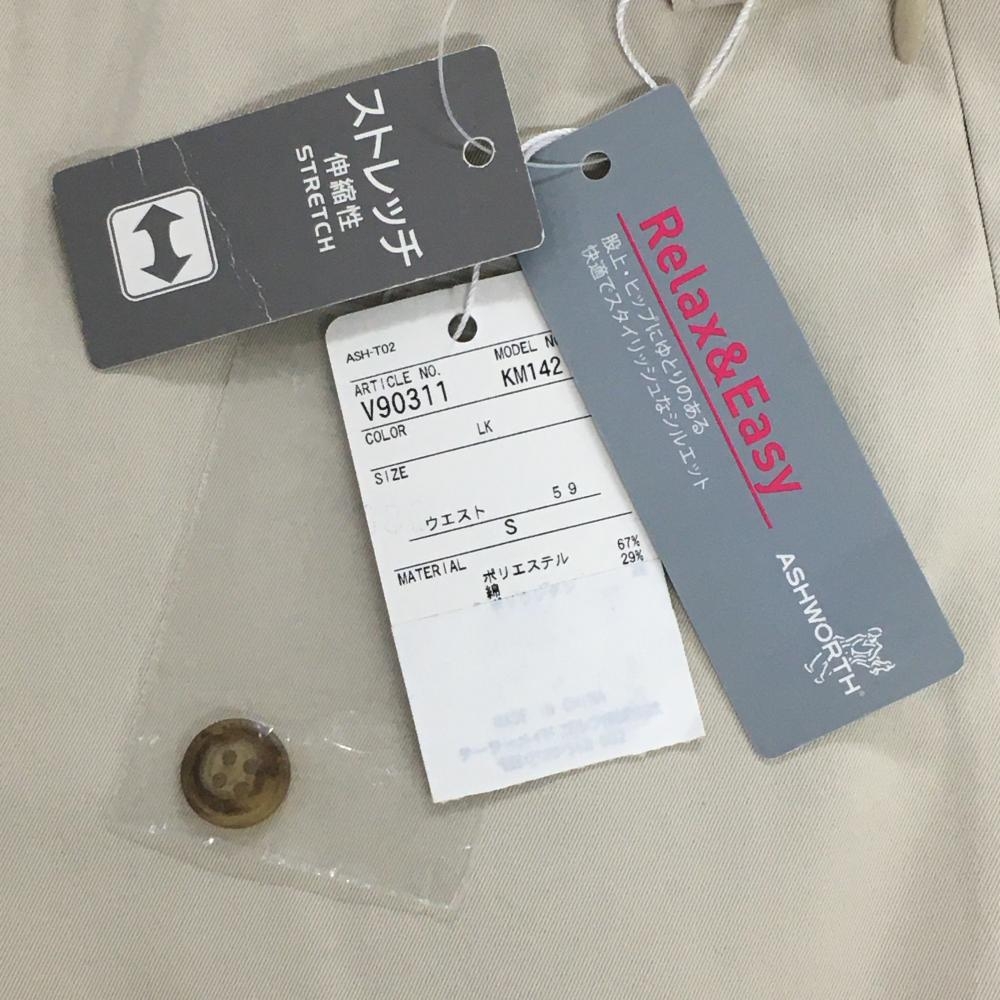 ストレッチ
伸縮性
STRETCH
Relax&Easy
股上・ヒップにゆとりのある
快適でスタイリッシュなシルエット
ASHWORTH®
ASH-T02
ARTICLE NO.
MODEL
V90311
KM142
COLOR
LK
SIZE
ウエスト 59
S
MATERIAL
ポリエステル 67%
綿 29%